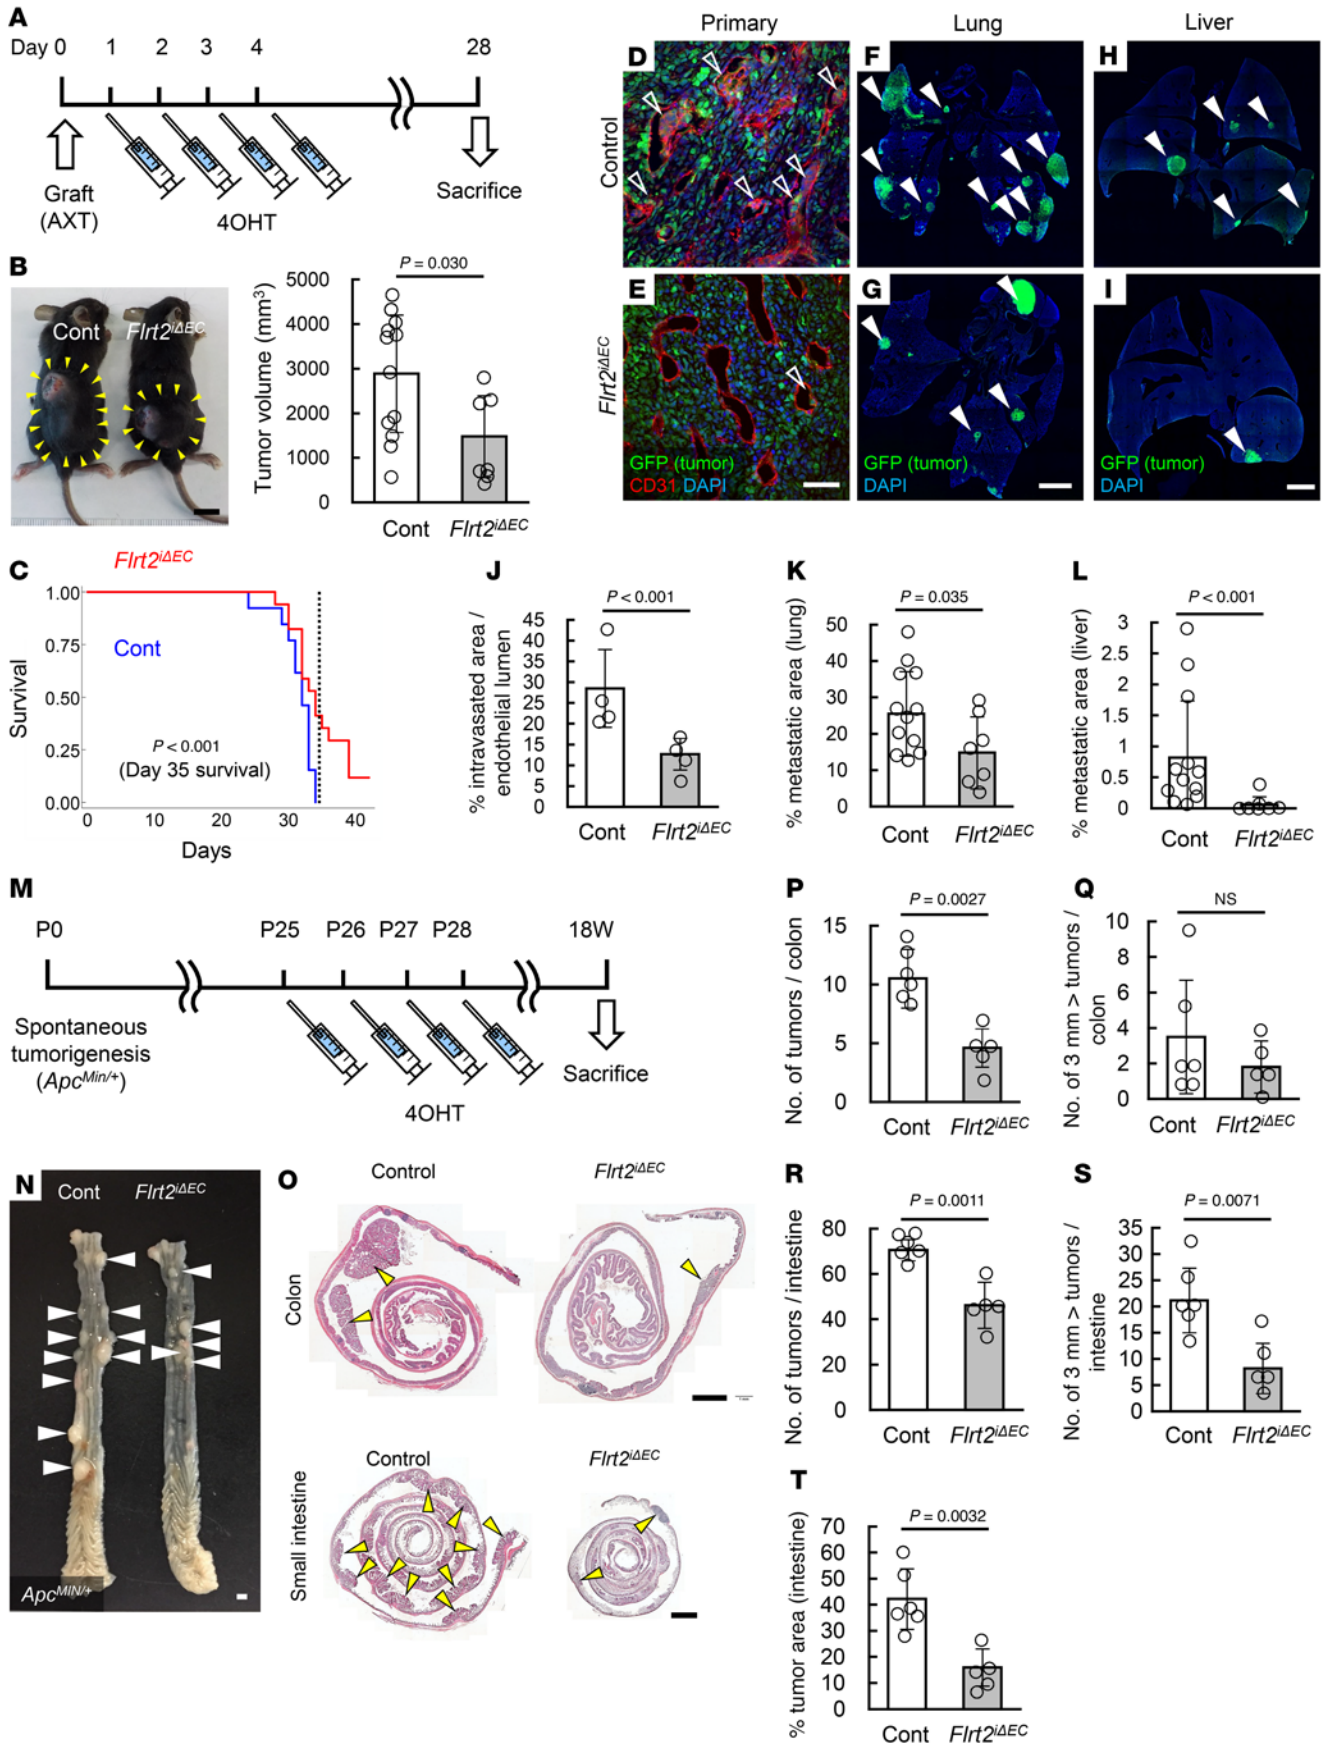 A
Day 0 1 2 3 4 28
Graft
(AXT)
4OHT
Sacrifice
B
Cont Flrt2iΔEC
P = 0.030
Tumor volume (mm3)
5000
4000
3000
2000
1000
0
Cont Flrt2iΔEC
Primary Lung Liver
Control
Flrt2iΔEC
D
F
H
E
GFP (tumor)
CD31 DAPI
G
GFP (tumor)
DAPI
I
GFP (tumor)
DAPI
C
Flrt2iΔEC
Cont
Survival
1.00
0.75
0.50
0.25
0.00
P < 0.001
(Day 35 survival)
0 10 20 30 40
Days
J
P < 0.001
% intravasated area /
endothelial lumen
45
40
35
30
25
20
15
10
5
0
Cont Flrt2iΔEC
K
P = 0.035
% metastatic area (lung)
50
40
30
20
10
0
Cont Flrt2iΔEC
L
P < 0.001
% metastatic area (liver)
3
2.5
2
1.5
1
0.5
0
Cont Flrt2iΔEC
M
P0 P25 P26 P27 P28 18W
Spontaneous
tumorigenesis
(ApcMin/+)
4OHT
Sacrifice
P
P = 0.0027
No. of tumors / colon
15
10
5
0
Cont Flrt2iΔEC
Q
NS
No. of 3 mm > tumors /
colon
10
8
6
4
2
0
Cont Flrt2iΔEC
N
Cont Flrt2iΔEC
ApcMIN/+
O
Control Flrt2iΔEC
Colon
Control Flrt2iΔEC
Small intestine
R
P = 0.0011
No. of tumors / intestine
80
60
40
20
0
Cont Flrt2iΔEC
S
P = 0.0071
No. of 3 mm > tumors /
intestine
35
30
25
20
15
10
5
0
Cont Flrt2iΔEC
T
P = 0.0032
% tumor area (intestine)
70
60
50
40
30
20
10
0
Cont Flrt2iΔEC